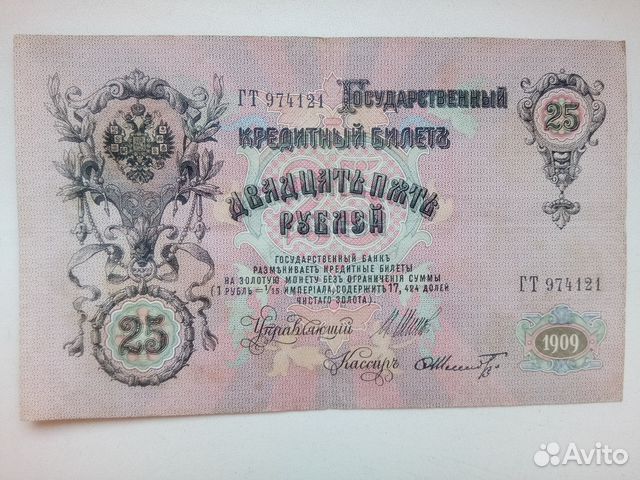 ГТ 974121 Государственный
25
Кредитный Билетъ
Двадцать пять
рублей
Государственный банкъ
размѣниваетъ кредитные билеты
на золотую монету безъ ограниченія суммы
(1 рубль = 1/15 имперіала, содержитъ 17,424 долей
чистаго золота).
ГТ 974121
Управляющій
25
1909
Кассиръ
Avito